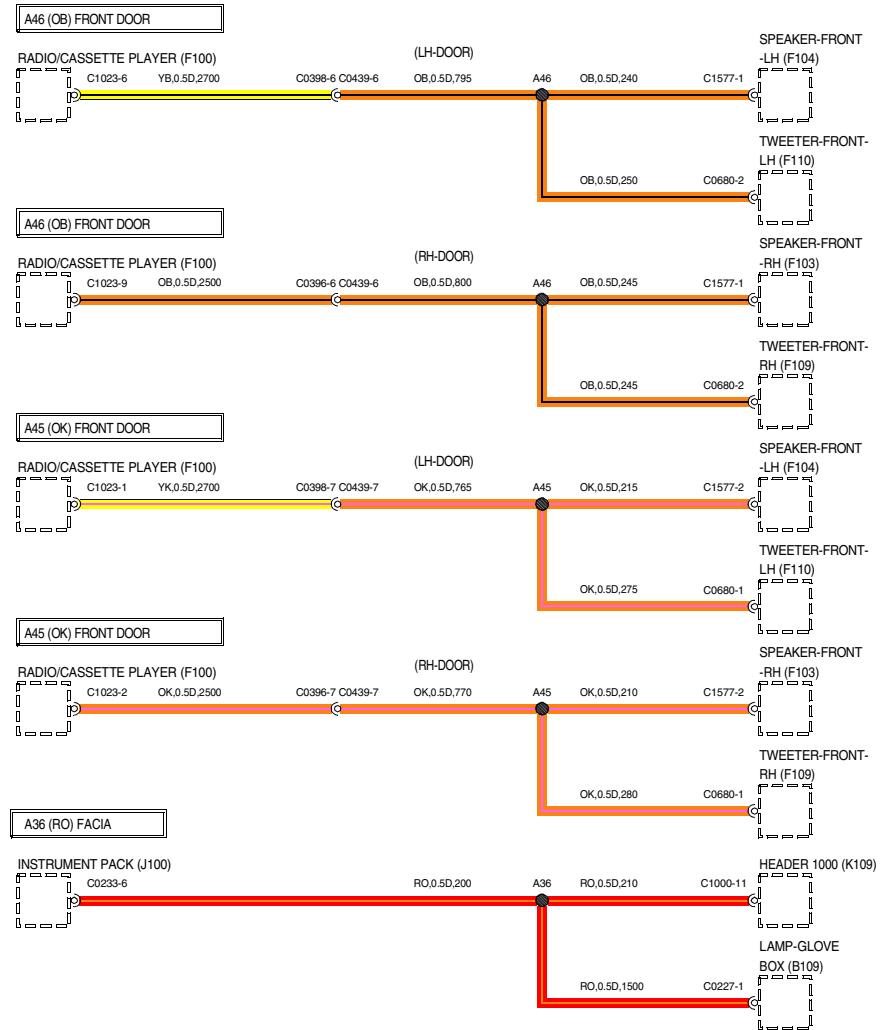 A46 (OB) FRONT DOOR
RADIO/CASSETTE PLAYER (F100)
(LH-DOOR)
SPEAKER-FRONT
-LH (F104)
C1023-6 YB,0.5D,2700 C0398-6 C0439-6 OB,0.5D,795 A46 OB,0.5D,240 C1577-1
TWEETER-FRONT-
LH (F110)
OB,0.5D,250 C0680-2
A46 (OB) FRONT DOOR
RADIO/CASSETTE PLAYER (F100)
(RH-DOOR)
SPEAKER-FRONT
-RH (F103)
C1023-9 OB,0.5D,2500 C0396-6 C0439-6 OB,0.5D,800 A46 OB,0.5D,245 C1577-1
TWEETER-FRONT-
RH (F109)
OB,0.5D,245 C0680-2
A45 (OK) FRONT DOOR
RADIO/CASSETTE PLAYER (F100)
(LH-DOOR)
SPEAKER-FRONT
-LH (F104)
C1023-1 YK,0.5D,2700 C0398-7 C0439-7 OK,0.5D,765 A45 OK,0.5D,215 C1577-2
TWEETER-FRONT-
LH (F110)
OK,0.5D,275 C0680-1
A45 (OK) FRONT DOOR
RADIO/CASSETTE PLAYER (F100)
(RH-DOOR)
SPEAKER-FRONT
-RH (F103)
C1023-2 OK,0.5D,2500 C0396-7 C0439-7 OK,0.5D,770 A45 OK,0.5D,210 C1577-2
TWEETER-FRONT-
RH (F109)
OK,0.5D,280 C0680-1
A36 (RO) FACIA
INSTRUMENT PACK (J100)
HEADER 1000 (K109)
C0233-6 RO,0.5D,200 A36 RO,0.5D,210 C1000-11
LAMP-GLOVE
BOX (B109)
RO,0.5D,1500 C0227-1